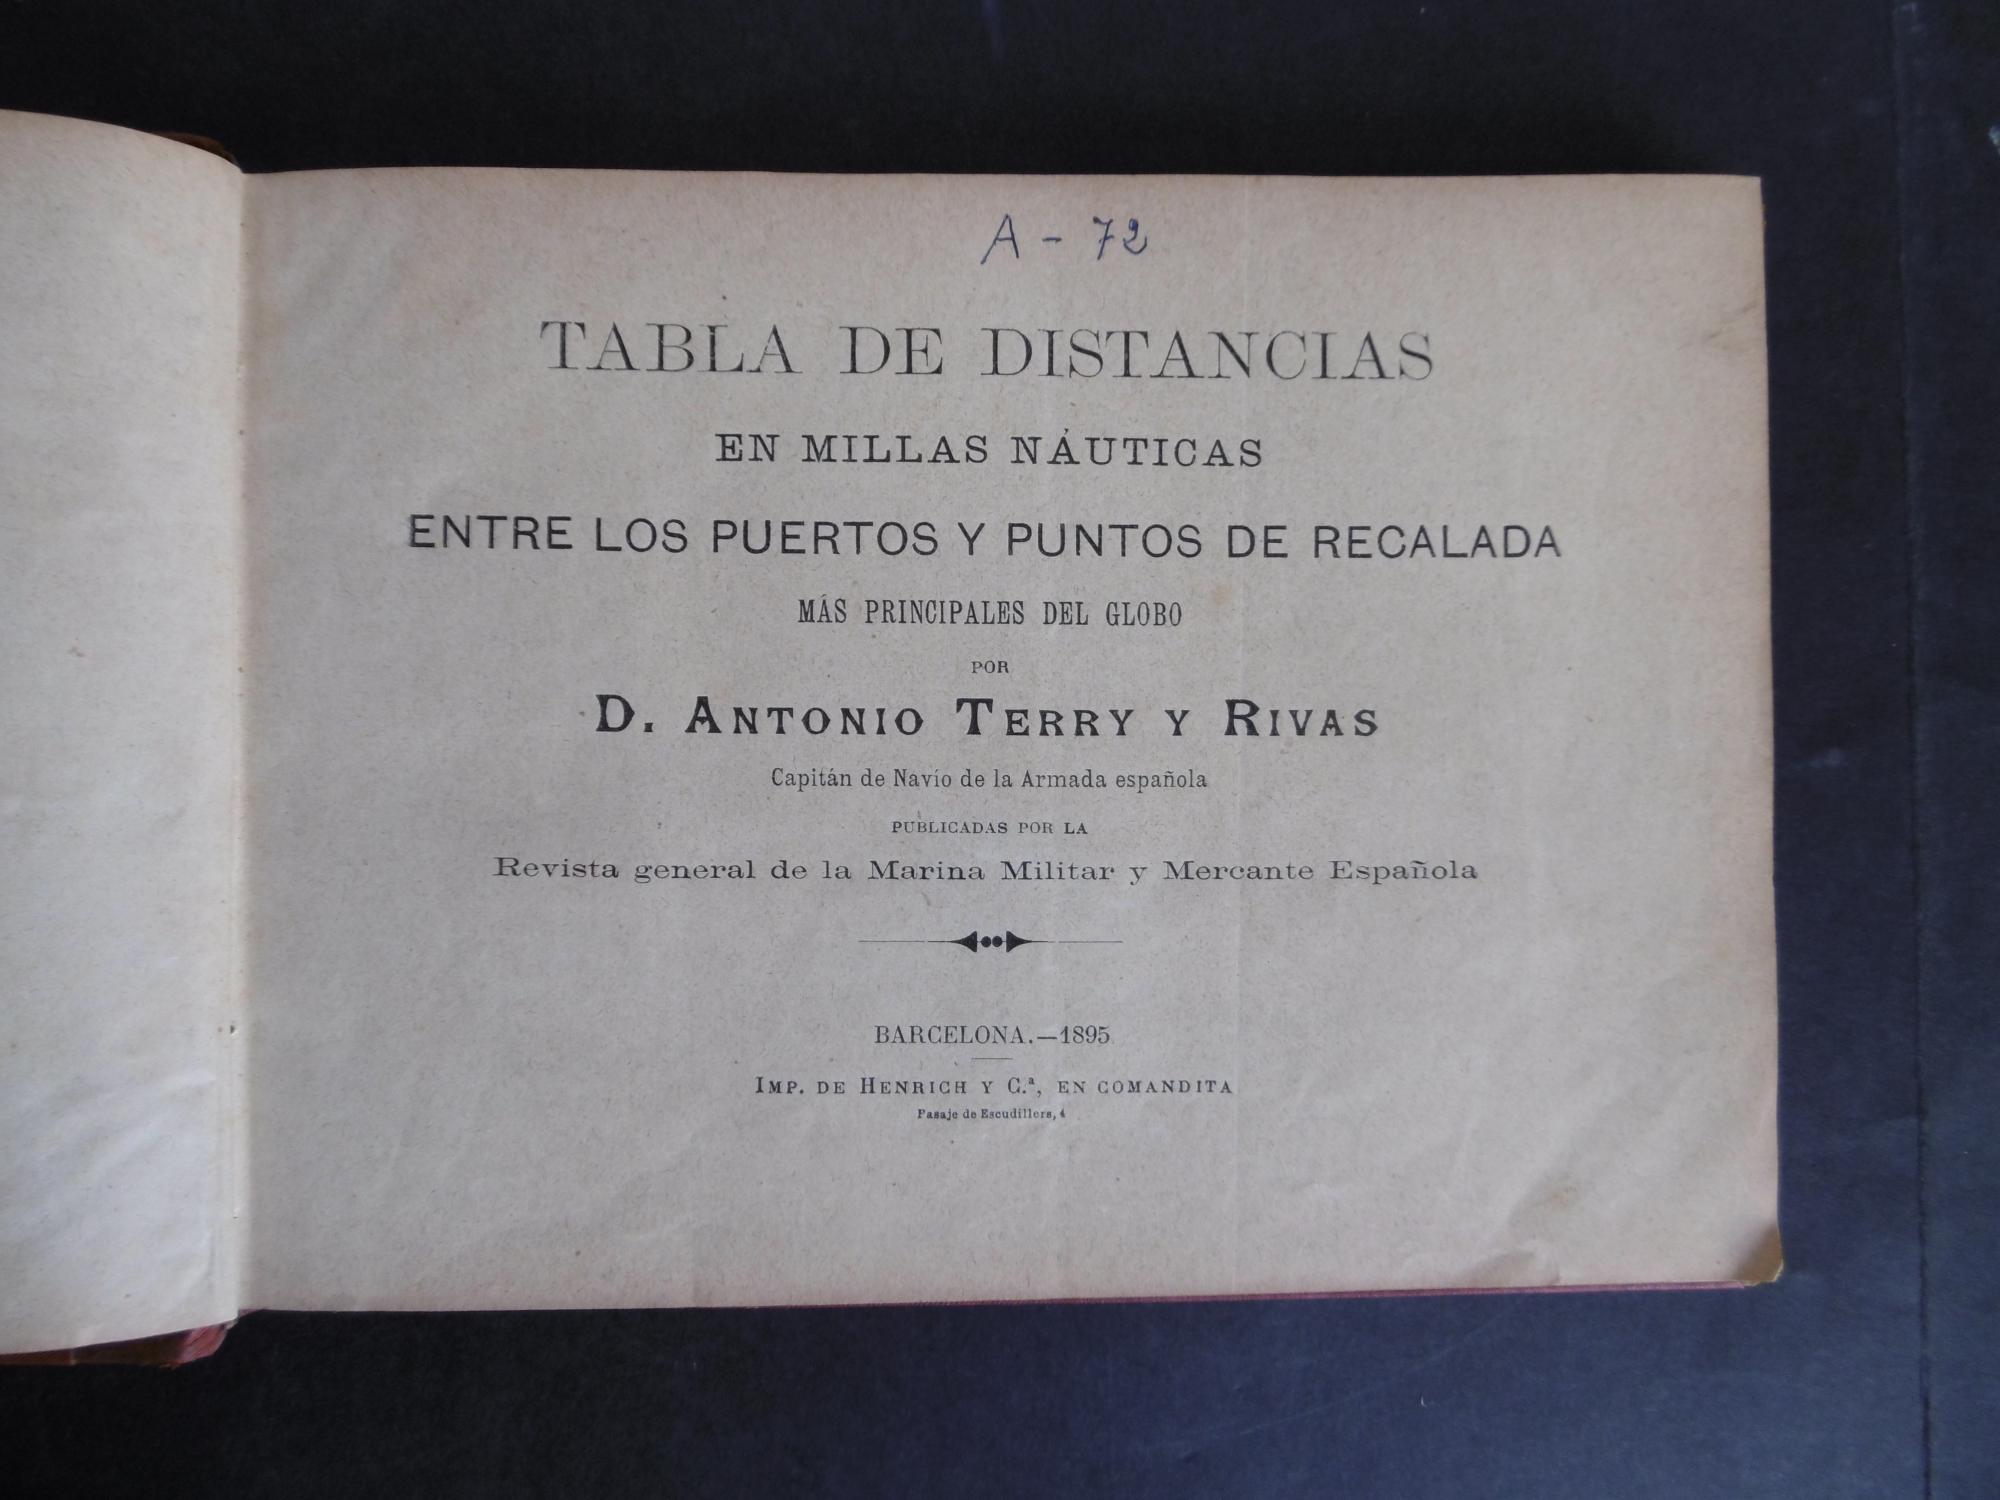 A - 72
TABLA DE DISTANCIAS
EN MILLAS NÁUTICAS
ENTRE LOS PUERTOS Y PUNTOS DE RECALADA
MÁS PRINCIPALES DEL GLOBO
POR
D. ANTONIO TERRY Y RIVAS
Capitán de Navío de la Armada española
PUBLICADAS POR LA
Revista general de la Marina Militar y Mercante Española
BARCELONA.—1895
IMP. DE HENRICH Y C.ª, EN COMANDITA
Pasaje de Escudillers, 4